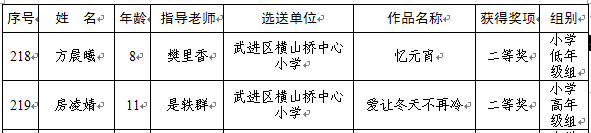 序号 姓 名 年龄 指导老师 选送单位 作品名称 获得奖项 组别
218 方晨曦 8 樊里香 武进区横山桥中心小学 忆元宵 二等奖 小学低年级组
219 房凌婧 11 是轶群 武进区横山桥中心小学 爱让冬天不再冷 二等奖 小学高年级组